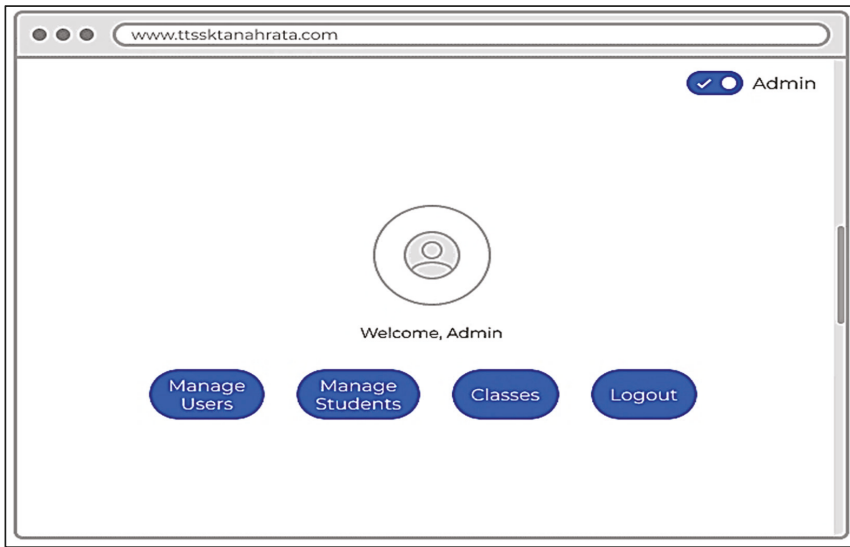 www.ttssktanahrata.com
Admin
Welcome, Admin
Manage
Users
Manage
Students
Classes
Logout